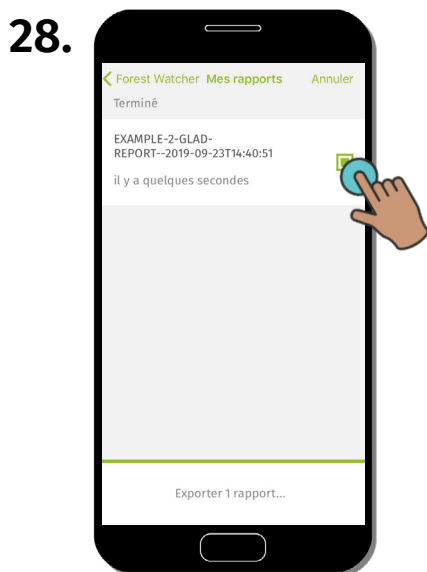 28.
Forest Watcher Mes rapports Annuler
Terminé
EXAMPLE-2-GLAD-
REPORT--2019-09-23T14:40:51
il y a quelques secondes
Exporter 1 rapport...